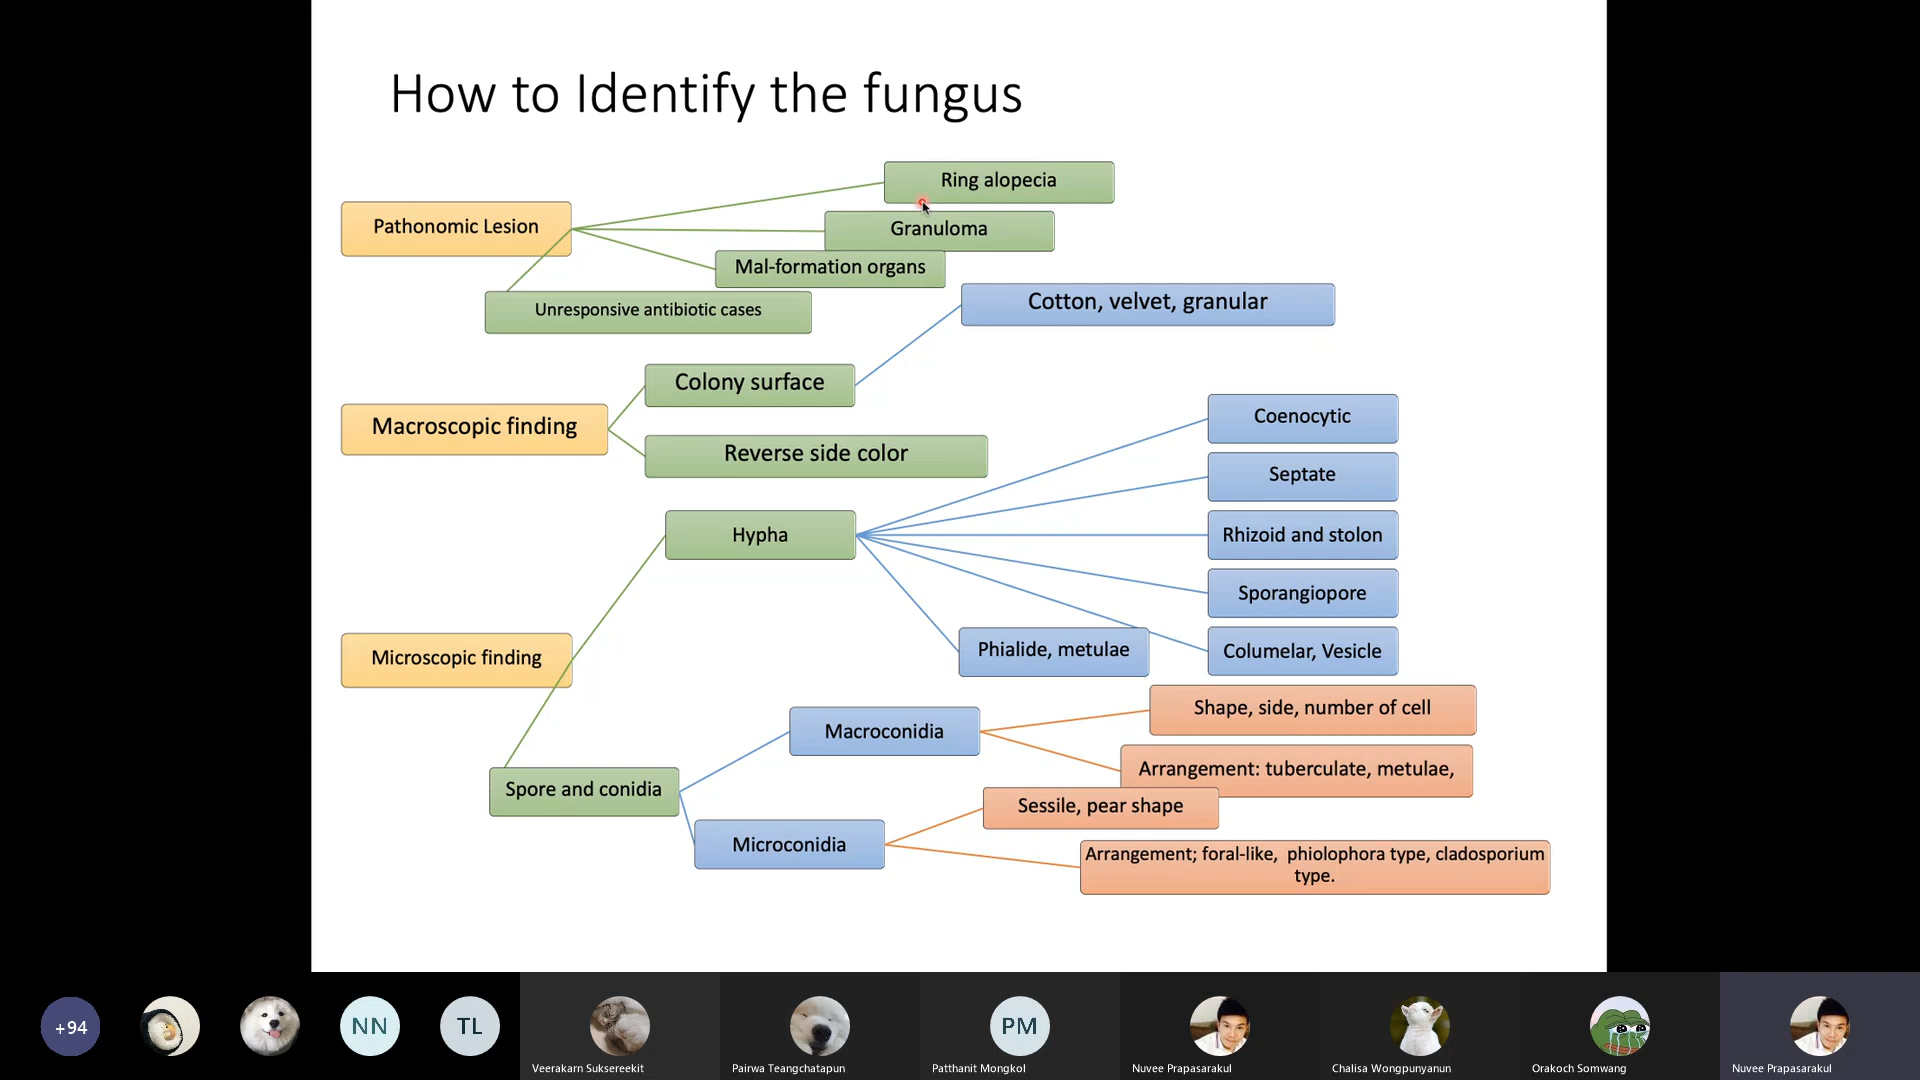 How to Identify the fungus
Pathonomic Lesion
Ring alopecia
Granuloma
Mal-formation organs
Unresponsive antibiotic cases
Macroscopic finding
Colony surface
Cotton, velvet, granular
Reverse side color
Microscopic finding
Hypha
Coenocytic
Septate
Rhizoid and stolon
Sporangiopore
Columelar, Vesicle
Phialide, metulae
Spore and conidia
Macroconidia
Shape, side, number of cell
Arrangement: tuberculate, metulae,
Microconidia
Sessile, pear shape
Arrangement; foral-like, phiolophora type, cladosporium
type.
+94
NN
TL
Veerakarn Suksereekit
Pairwa Teangchatapun
PM
Patthanit Mongkol
Nuvee Prapasarakul
Chalisa Wongpunyanun
Orakoch Somwang
Nuvee Prapasarakul